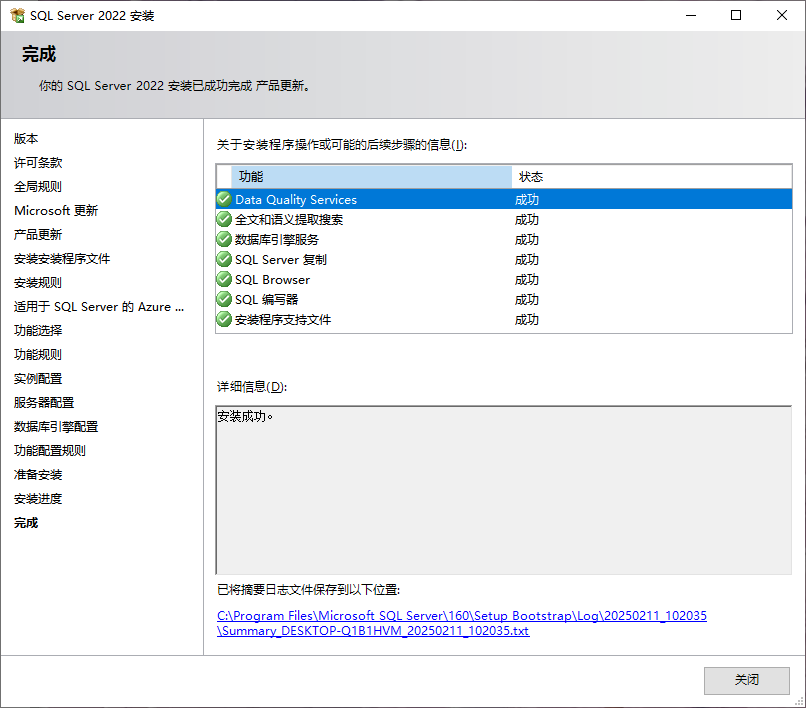 SQL Server 2022 安装
完成
你的 SQL Server 2022 安装已成功完成 产品更新。
版本
许可条款
全局规则
Microsoft 更新
产品更新
安装安装程序文件
安装规则
适用于 SQL Server 的 Azure ...
功能选择
功能规则
实例配置
服务器配置
数据库引擎配置
功能配置规则
准备安装
安装进度
完成
关于安装程序操作或可能的后续步骤的信息(I):
功能 状态
Data Quality Services 成功
全文和语义提取搜索 成功
数据库引擎服务 成功
SQL Server 复制 成功
SQL Browser 成功
SQL 编写器 成功
安装程序支持文件 成功
详细信息(D):
安装成功。
已将摘要日志文件保存到以下位置:
C:\Program Files\Microsoft SQL Server\160\Setup Bootstrap\Log\20250211_102035
\Summary_DESKTOP-Q1B1HVM_20250211_102035.txt
关闭